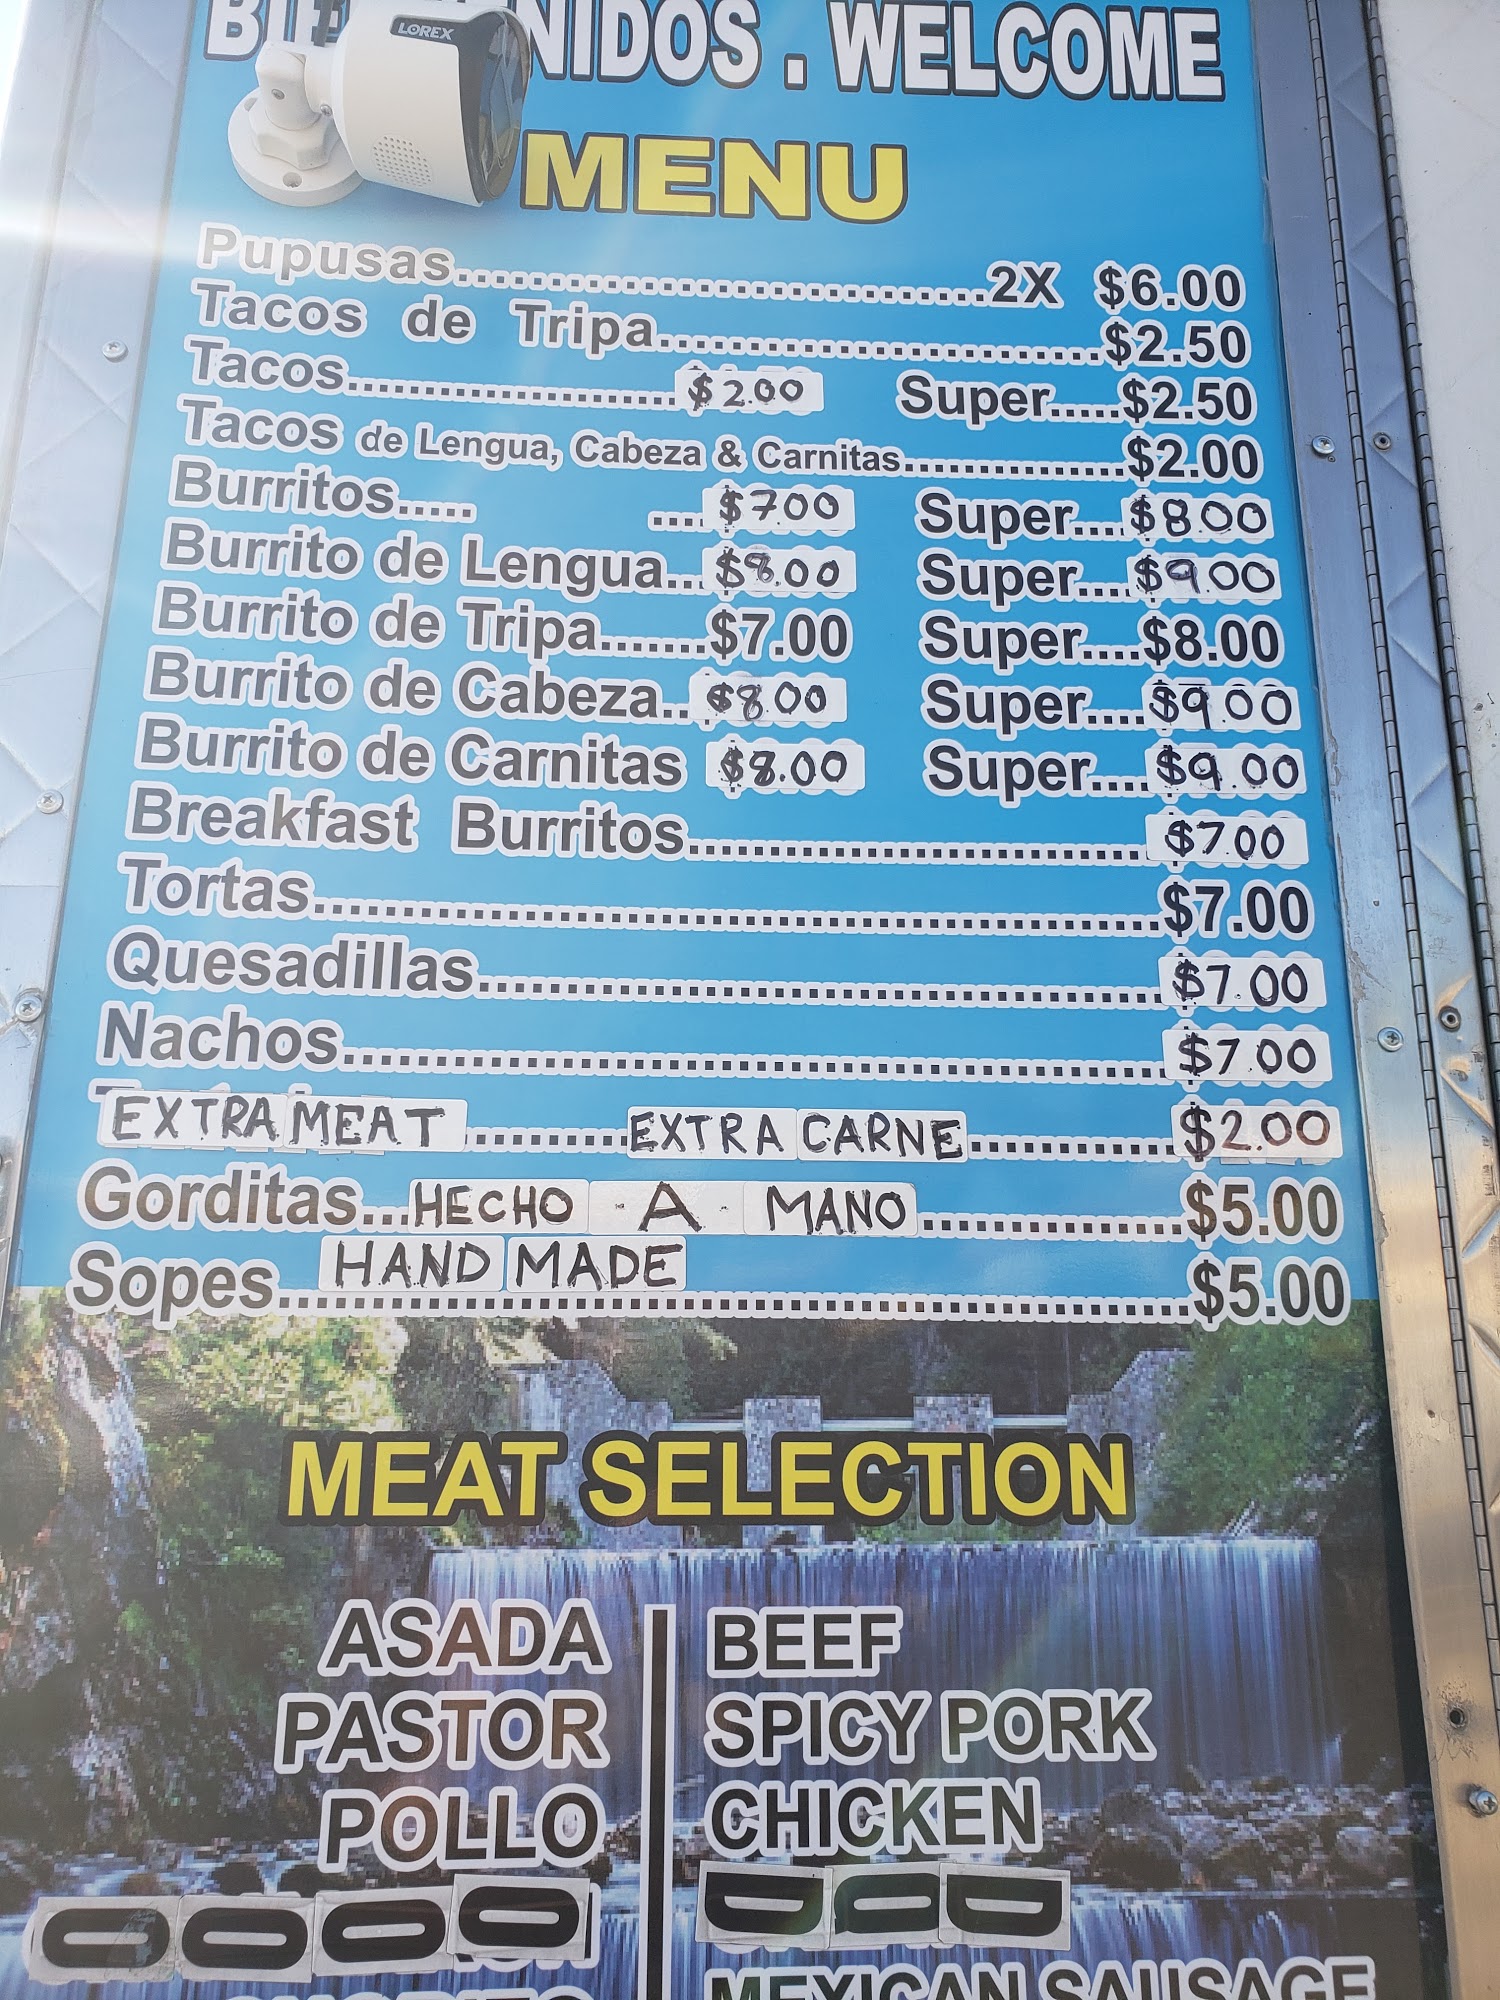 LOREX
NIDOS . WELCOME
MENU
Pupusas..............................2X $6.00
Tacos de Tripa.........................$2.50
Tacos....................$2.00 Super.....$2.50
Tacos de Lengua, Cabeza & Carnitas...............$2.00
Burritos..... ....$7.00 Super....$8.00
Burrito de Lengua...$8.00 Super....$9.00
Burrito de Tripa.......$7.00 Super....$8.00
Burrito de Cabeza..$8.00 Super....$9.00
Burrito de Carnitas $8.00 Super....$9.00
Breakfast Burritos.............................$7.00
Tortas.....................................................$7.00
Quesadillas...........................................$7.00
Nachos...................................................$7.00
EXTRA MEAT..........EXTRA CARNE.............$2.00
Gorditas...HECHO A MANO................$5.00
Sopes HAND MADE.........................................................$5.00
MEAT SELECTION
ASADA | BEEF
PASTOR | SPICY PORK
POLLO | CHICKEN
MEXICAN SAUSAGE